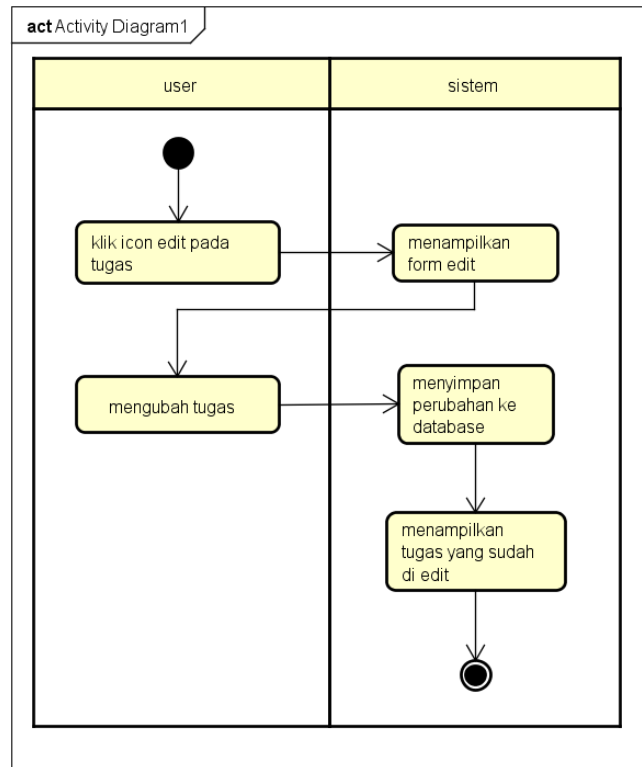 act Activity Diagram1
user
sistem
klik icon edit pada
tugas
menampilkan
form edit
mengubah tugas
menyimpan
perubahan ke
database
menampilkan
tugas yang sudah
di edit